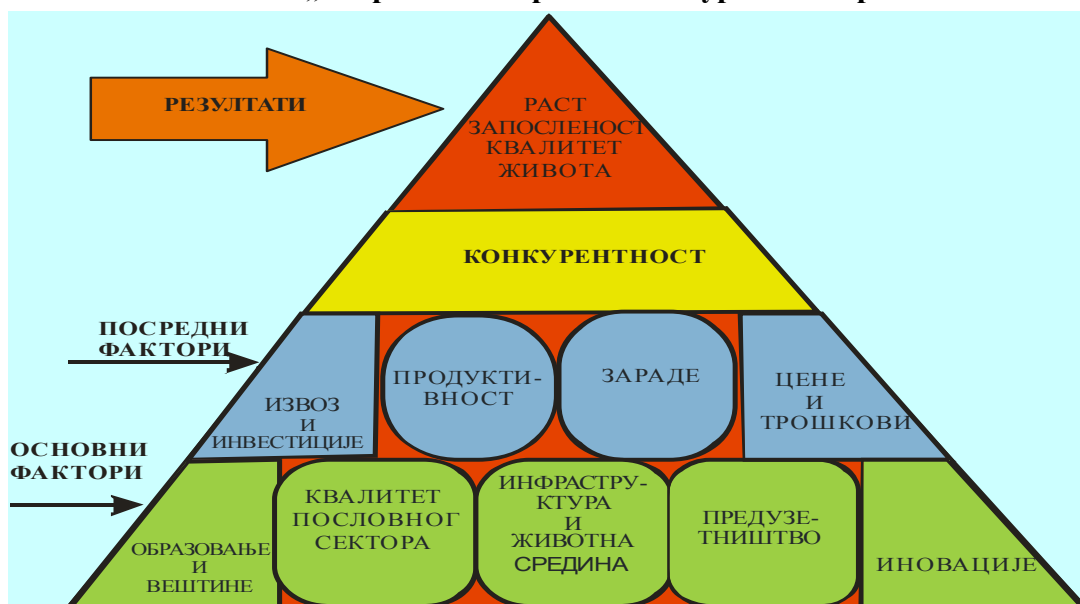 РЕЗУЛТАТИ
РАСТ
ЗАПОСЛЕНОСТ
КВАЛИТЕТ
ЖИВОТА
КОНКУРЕНТНОСТ
ПОСРЕДНИ
ФАКТОРИ
ИЗВОЗ
И
ИНВЕСТИЦИЈЕ
ПРОДУКТИ-
ВНОСТ
ЗАРАДЕ
ЦЕНЕ
И
ТРОШКОВИ
ОСНОВНИ
ФАКТОРИ
ОБРАЗОВАЊЕ
И
ВЕШТИНЕ
КВАЛИТЕТ
ПОСЛОВНОГ
СЕКТОРА
ИНФРАСТРУ-
КТУРА
И
ЖИВОТНА
СРЕДИНА
ПРЕДУЗЕ-
ТНИШТВО
ИНОВАЦИЈЕ